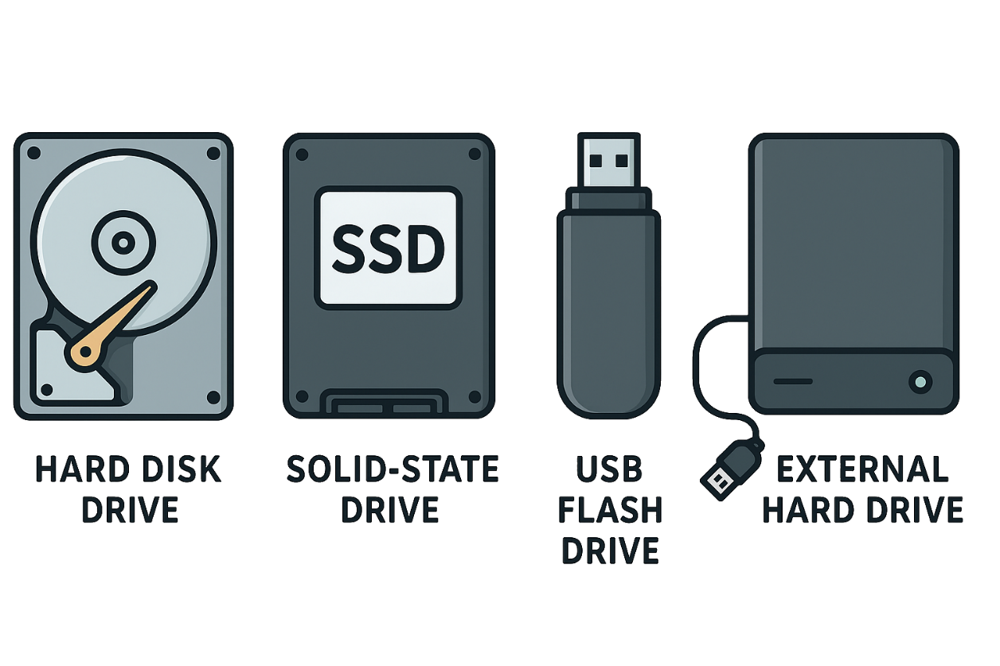 SSD
HARD DISK
DRIVE
SOLID-STATE
DRIVE
USB
FLASH
DRIVE
EXTERNAL
HARD DRIVE